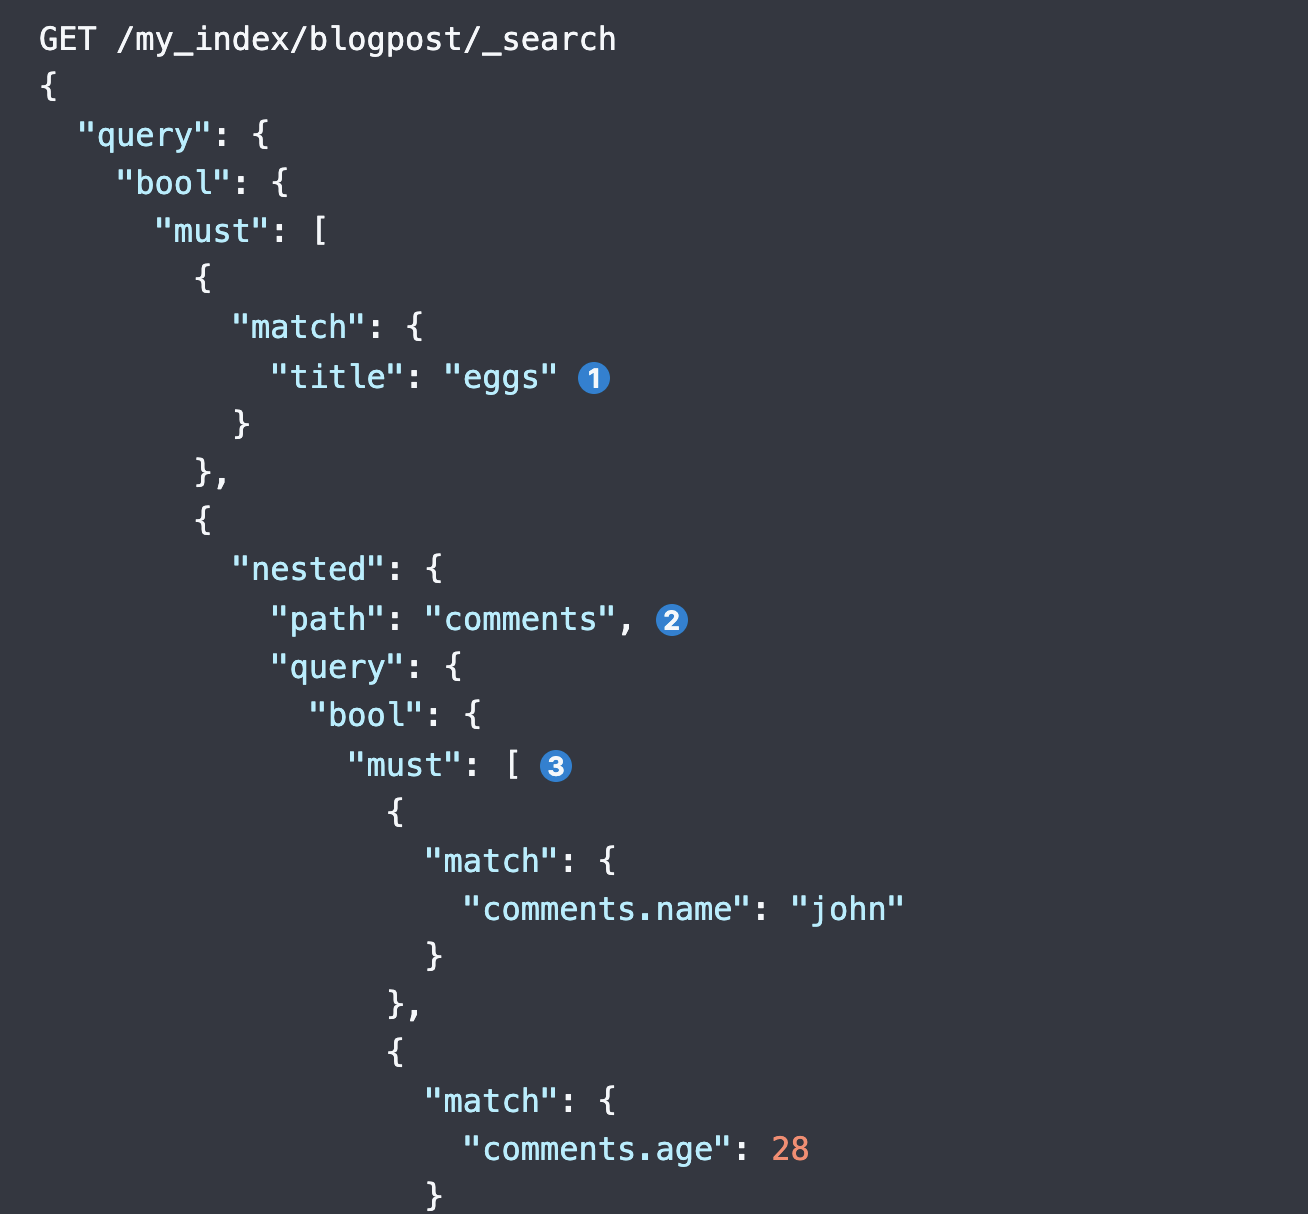 GET /my_index/blogpost/_search
{
  "query": {
    "bool": {
      "must": [
        {
          "match": {
            "title": "eggs" 1
          }
        },
        {
          "nested": {
            "path": "comments", 2
            "query": {
              "bool": {
                "must": [ 3
                  {
                    "match": {
                      "comments.name": "john"
                    }
                  },
                  {
                    "match": {
                      "comments.age": 28
                    }